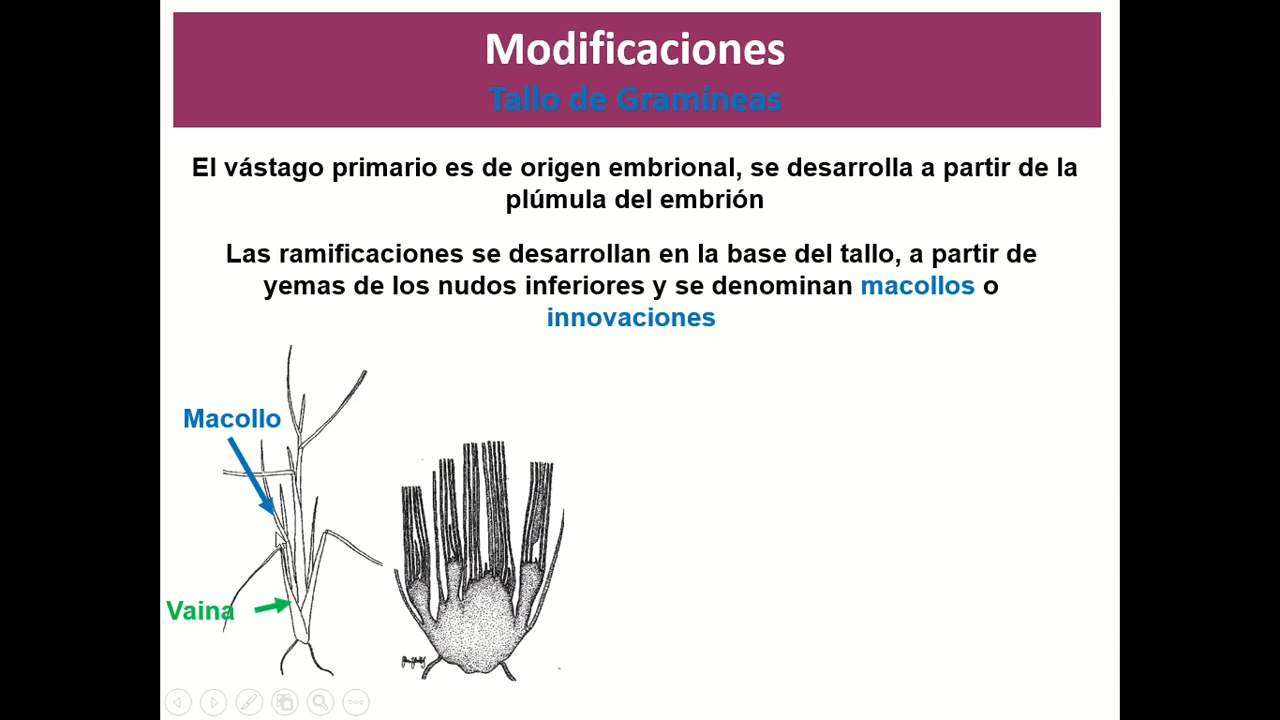 Modificaciones
Tallo de Gramíneas
El vástago primario es de origen embrional, se desarrolla a partir de la
plúmula del embrión
Las ramificaciones se desarrollan en la base del tallo, a partir de
yemas de los nudos inferiores y se denominan macollos o
innovaciones
Macollo
Vaina